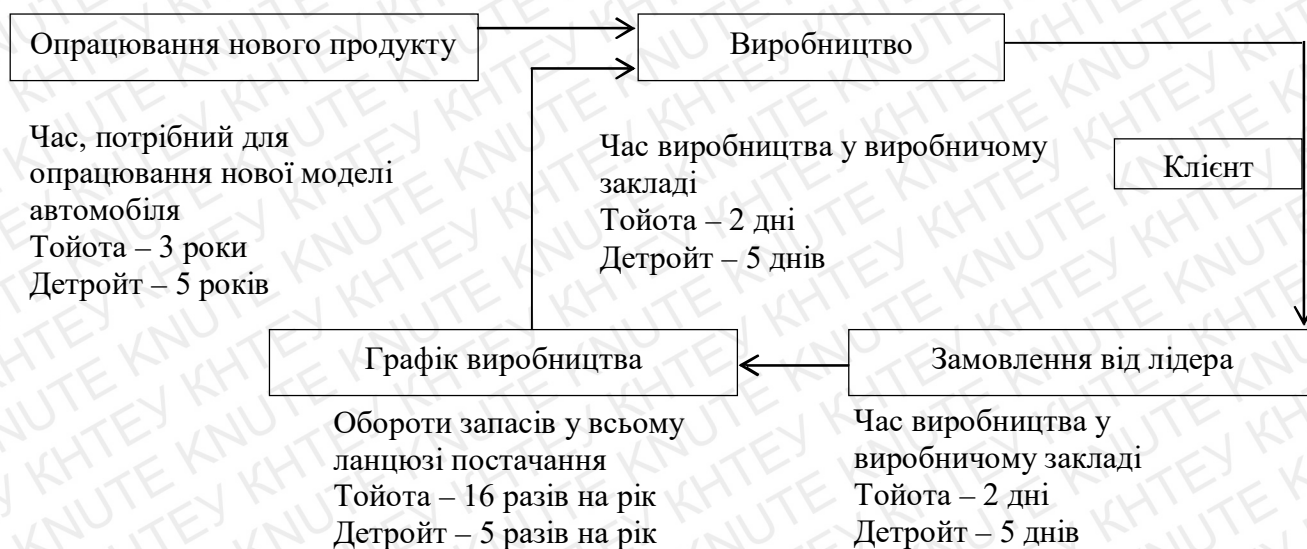 Опрацювання нового продукту
Виробництво
Час, потрібний для
опрацювання нової моделі
автомобіля
Тойота – 3 роки
Детройт – 5 років
Час виробництва у виробничому
закладі
Тойота – 2 дні
Детройт – 5 днів
Клієнт
Графік виробництва
Замовлення від лідера
Обороти запасів у всьому
ланцюзі постачання
Тойота – 16 разів на рік
Детройт – 5 разів на рік
Час виробництва у
виробничому закладі
Тойота – 2 дні
Детройт – 5 днів